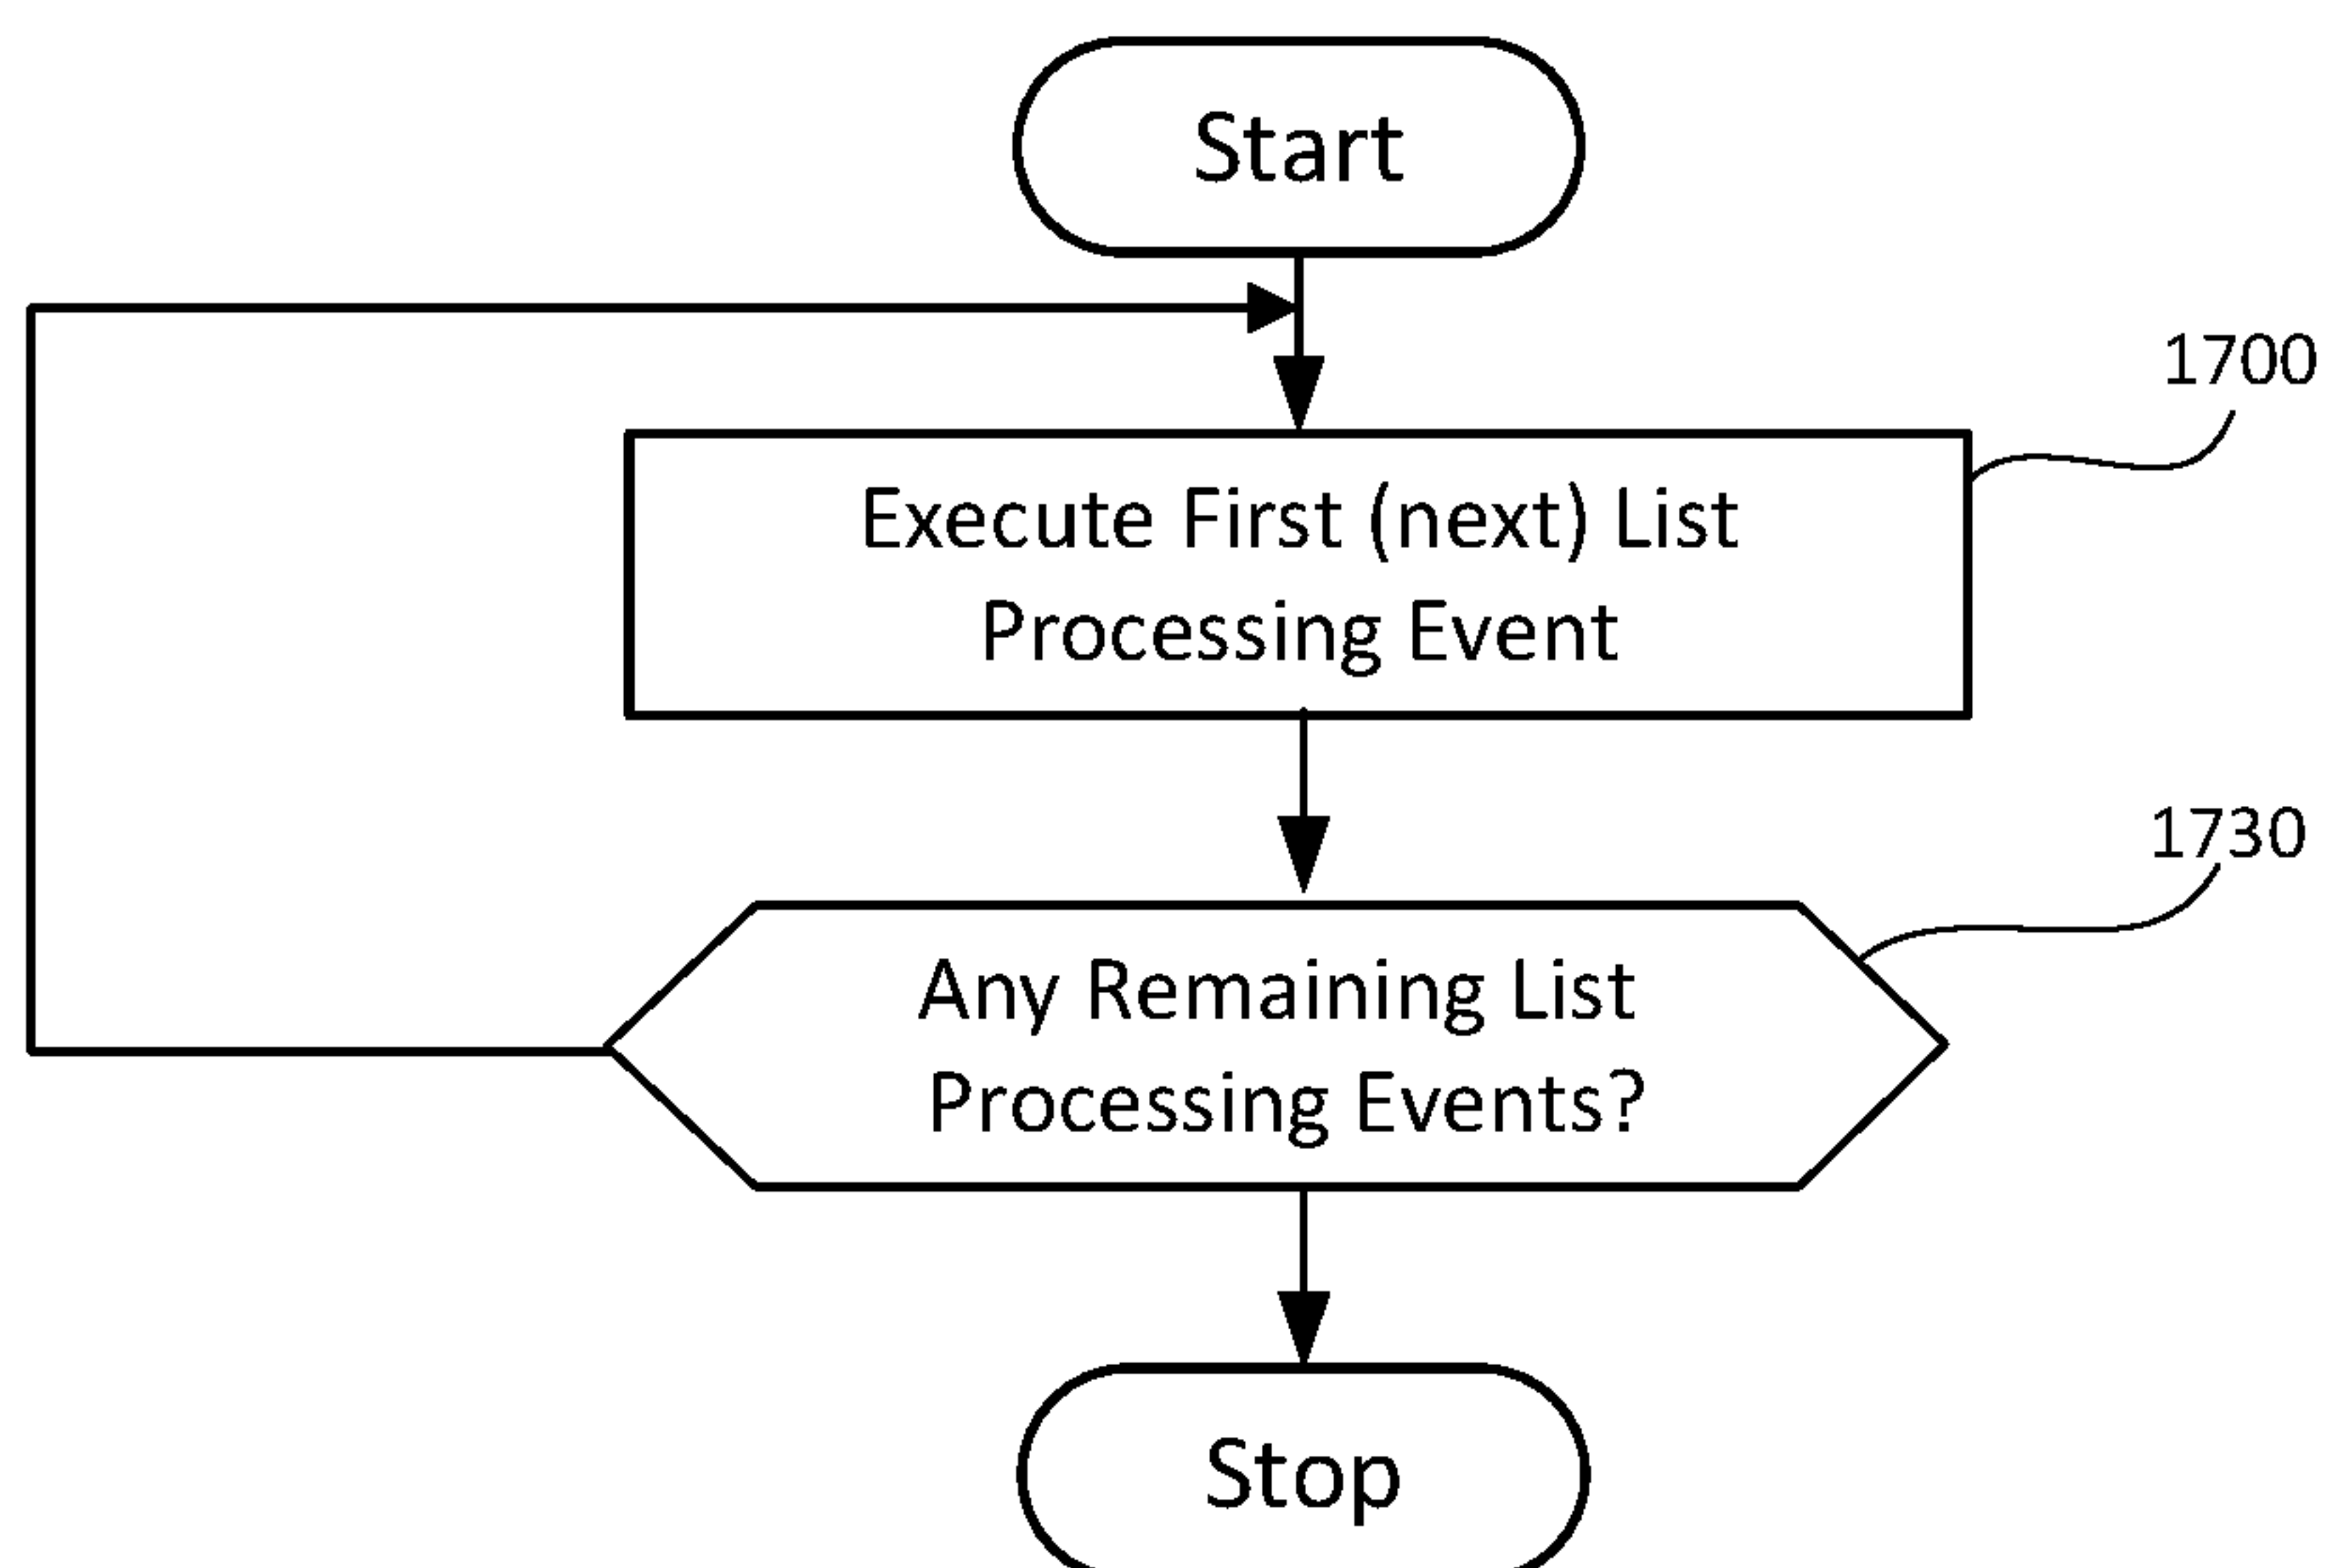 Start
1700
Execute First (next) List
Processing Event
1730
Any Remaining List
Processing Events?
Stop